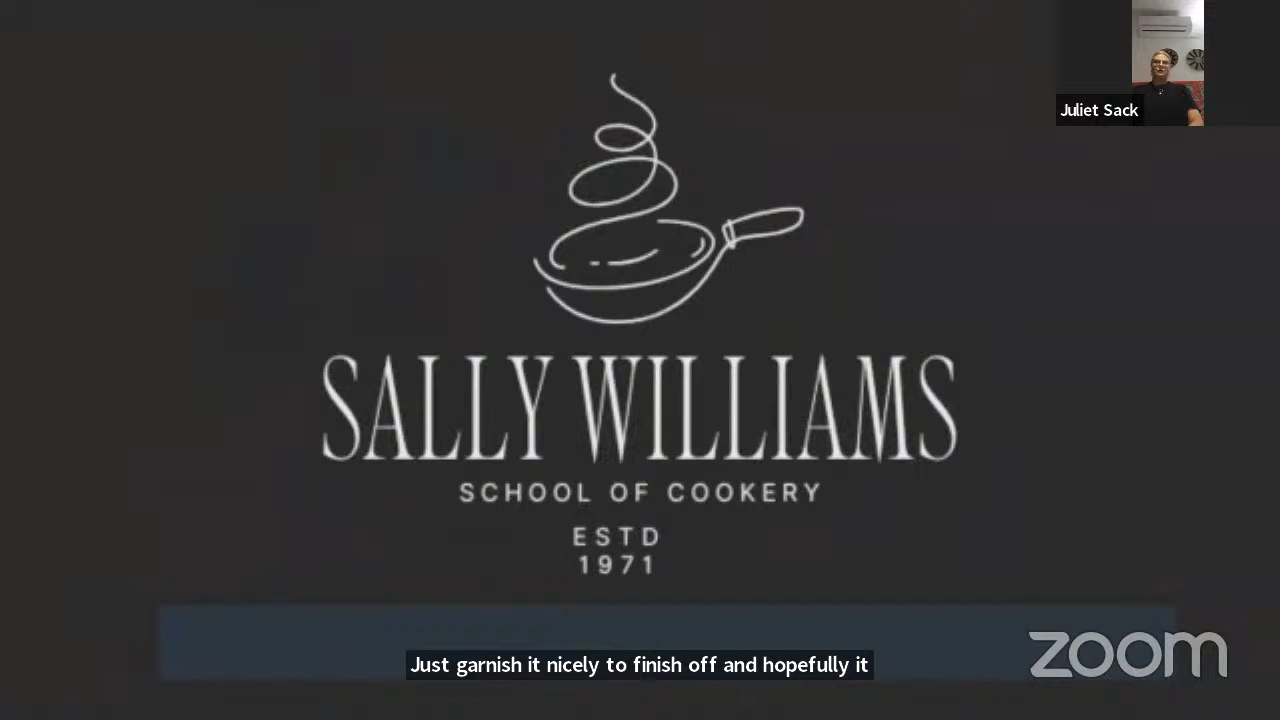 Juliet Sack
SALLY WILLIAMS
SCHOOL OF COOKERY
ESTD
1971
Just garnish it nicely to finish off and hopefully it
zoom